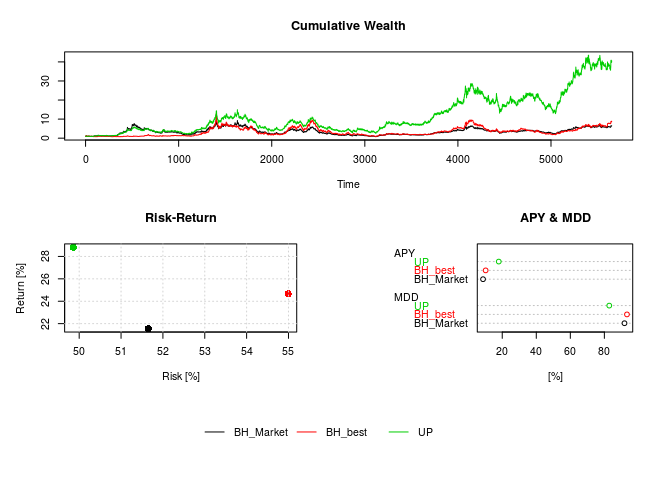 Cumulative Wealth
30
10
0
0 1000 2000 3000 4000 5000
Time
Risk-Return
Return [%]
28
26
24
22
50 51 52 53 54 55
Risk [%]
APY & MDD
APY
UP
BH_best
BH_Market
MDD
UP
BH_best
BH_Market
20 40 60 80
[%]
BH_Market BH_best UP